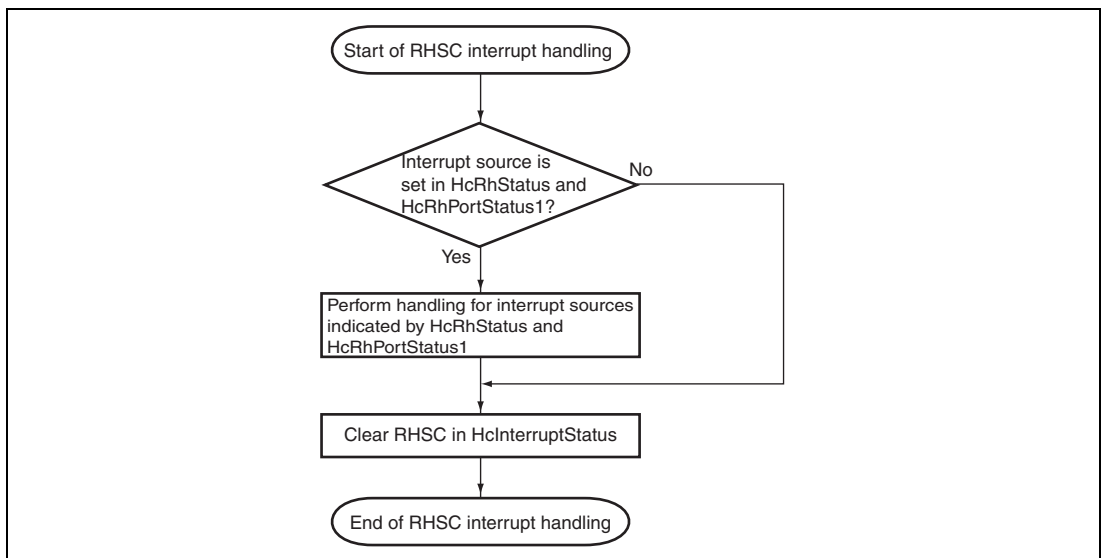 Start of RHSC interrupt handling
Interrupt source is
set in HcRhStatus and
HcRhPortStatus1?
No
Yes
Perform handling for interrupt sources
indicated by HcRhStatus and
HcRhPortStatus1
Clear RHSC in HcInterruptStatus
End of RHSC interrupt handling